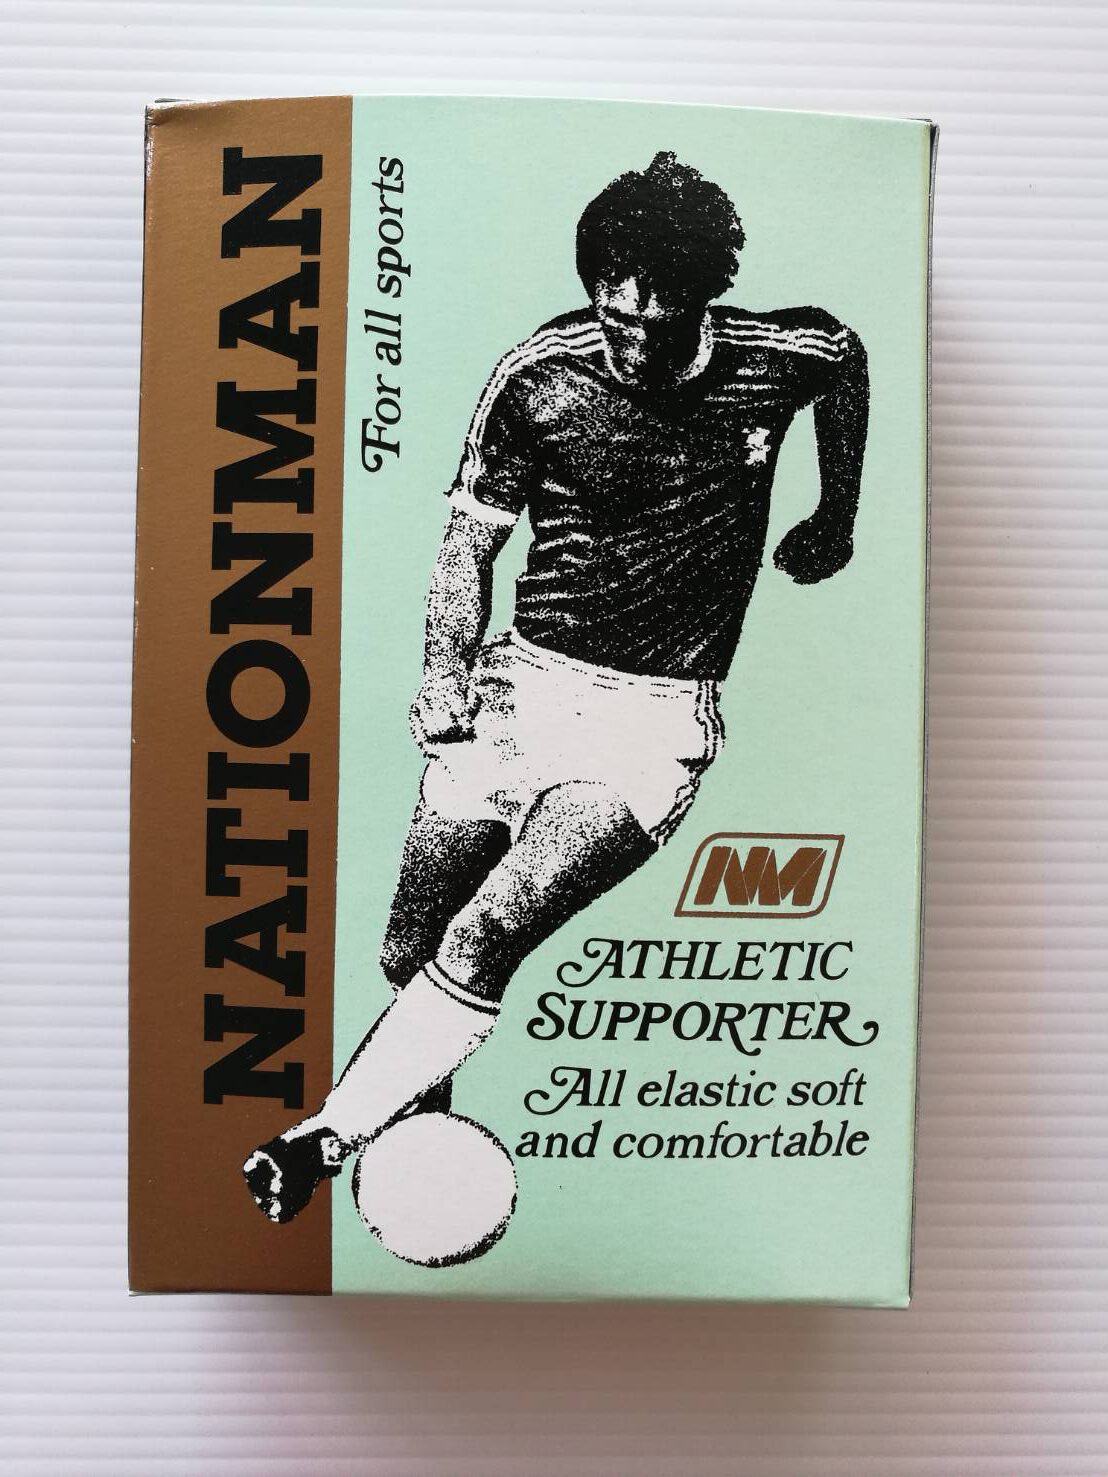 NATIONMAN
For all sports
NM
ATHLETIC
SUPPORTER
All elastic soft
and comfortable